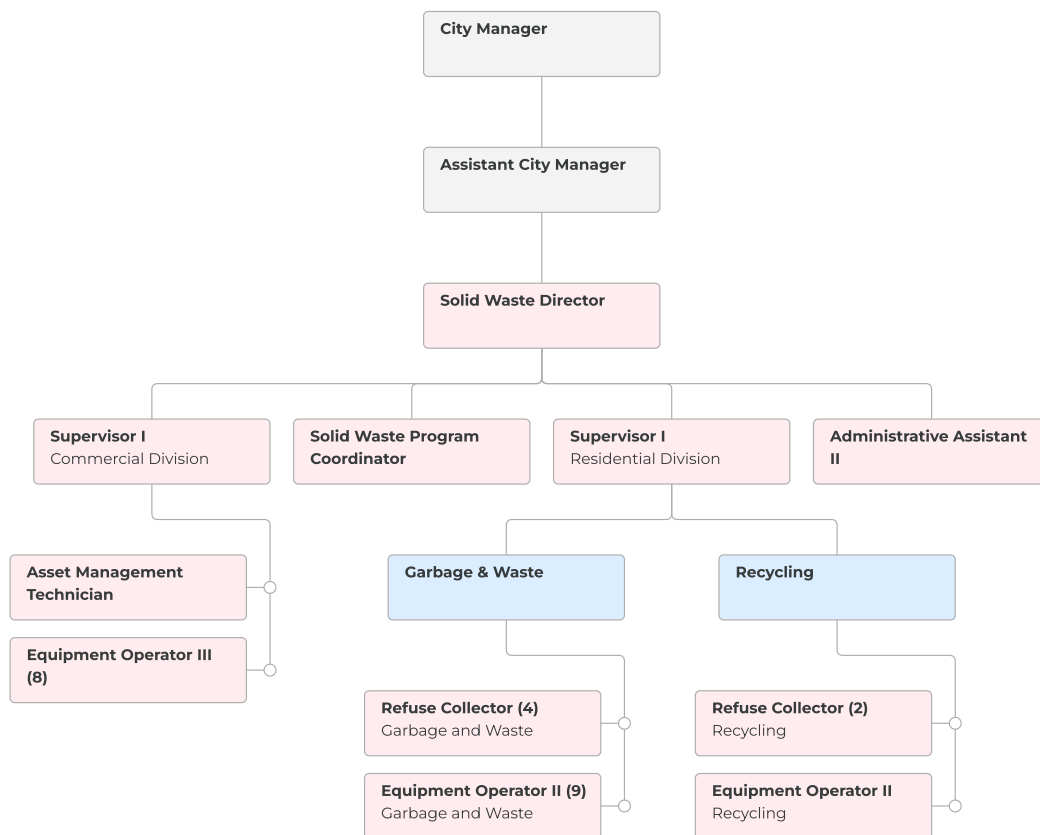 City Manager
Assistant City Manager
Solid Waste Director
Supervisor I
Commercial Division
Solid Waste Program
Coordinator
Supervisor I
Residential Division
Administrative Assistant
II
Asset Management
Technician
Equipment Operator III
(8)
Garbage & Waste
Recycling
Refuse Collector (4)
Garbage and Waste
Equipment Operator II (9)
Garbage and Waste
Refuse Collector (2)
Recycling
Equipment Operator II
Recycling